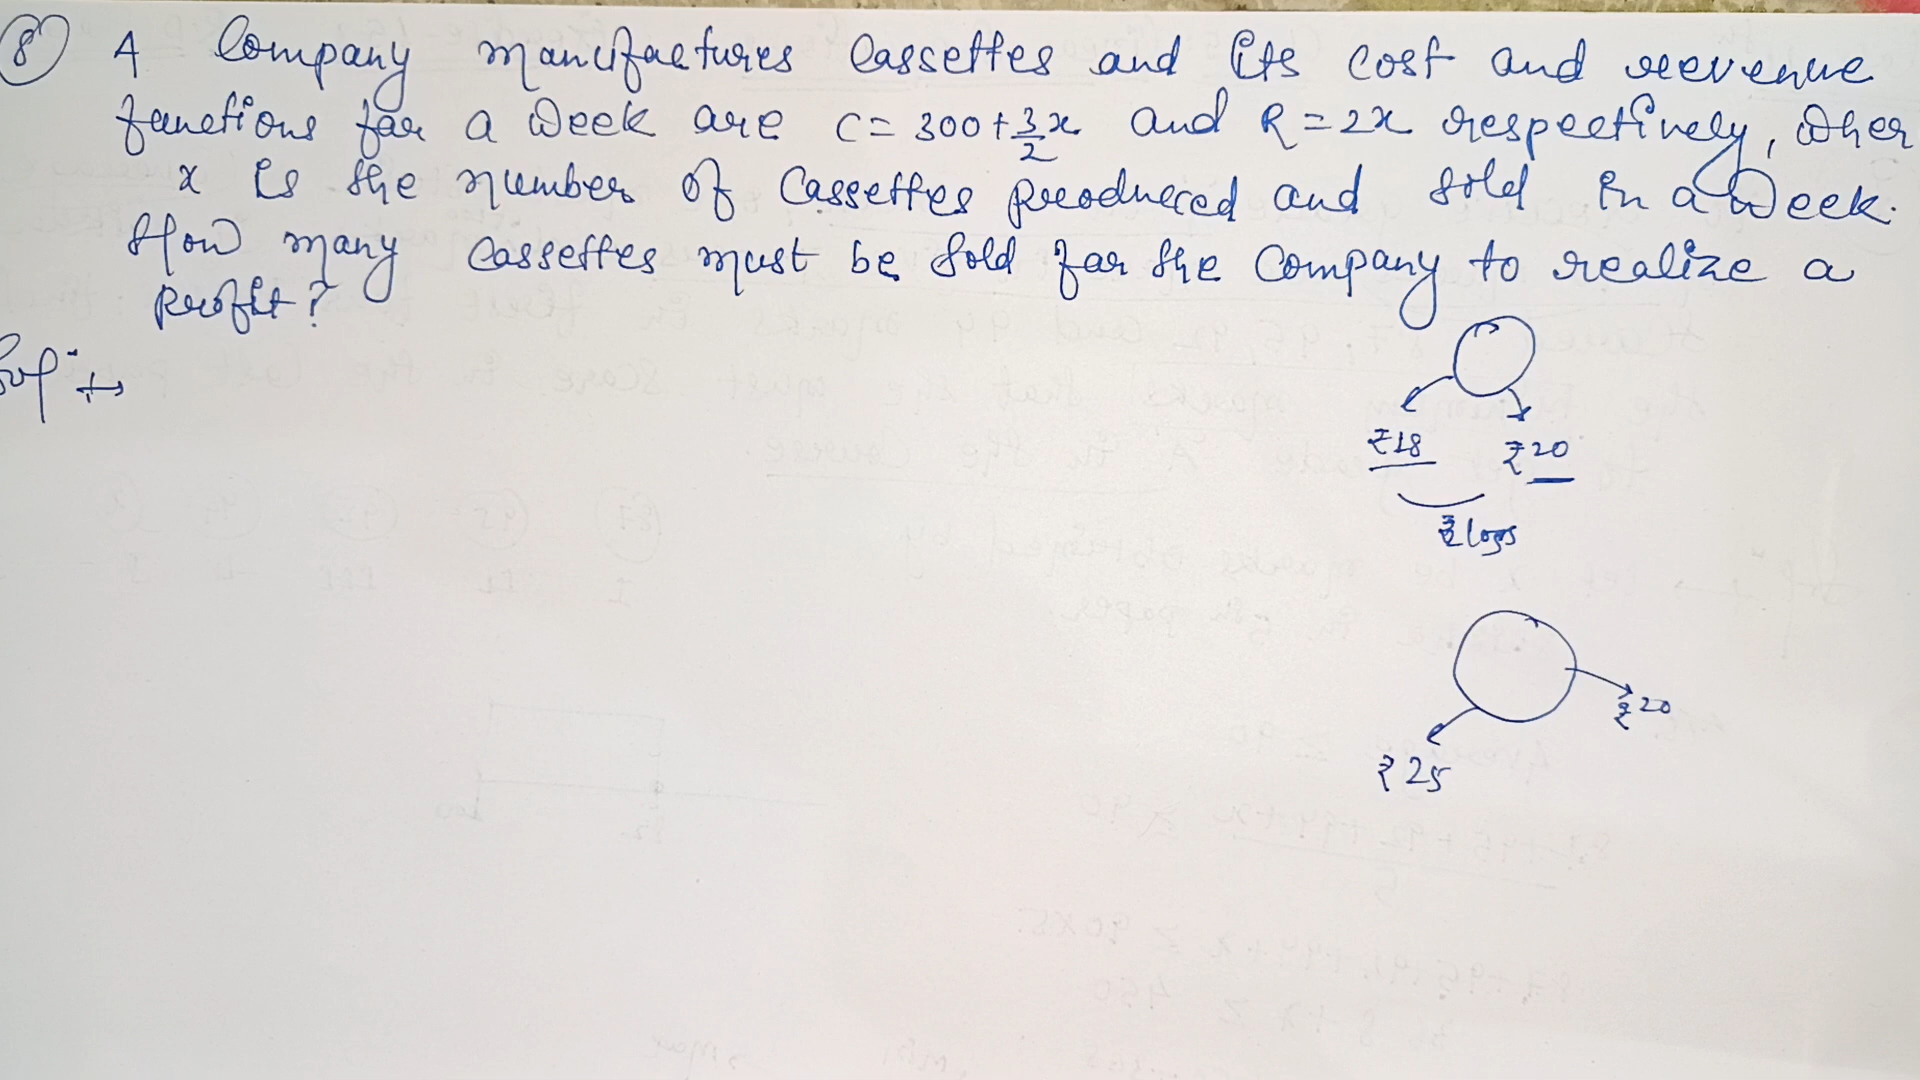 8 A Company manufactures Cassettes and its cost and revenue
functions for a week are C = 300 + 3/2 x and R = 2x respectively, wher
x is the number of Cassettes produced and sold in a week.
How many cassettes must be sold for the Company to realize a
Profit?
Sol
₹18 ₹20
₹2 loss
₹20
₹25